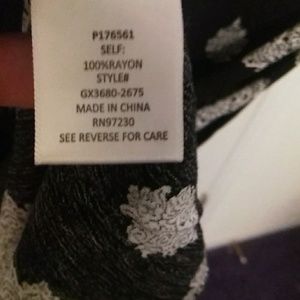 P176561
SELF:
100%RAYON
STYLE#
GX3680-2675
MADE IN CHINA
RN97230
SEE REVERSE FOR CARE